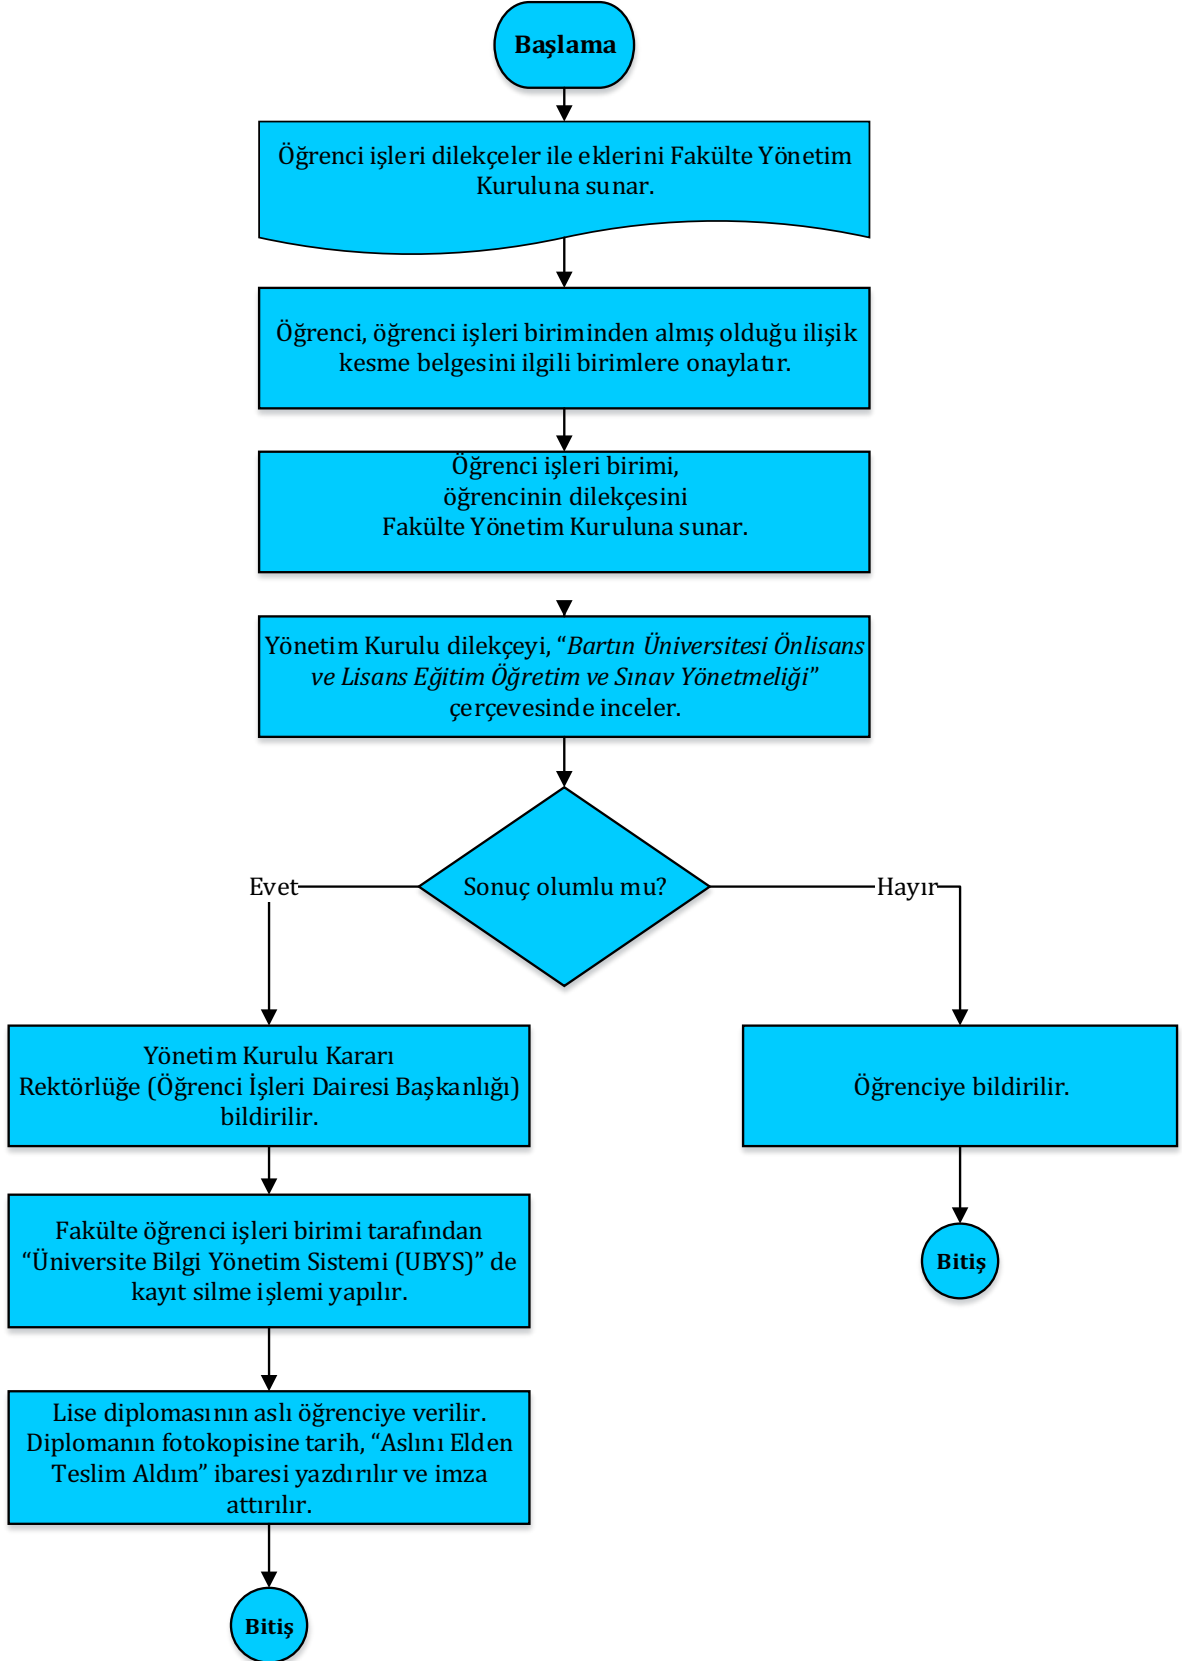 Başlama
Öğrenci işleri dilekçeler ile eklerini Fakülte Yönetim
Kuruluna sunar.
Öğrenci, öğrenci işleri biriminden almış olduğu ilişik
kesme belgesini ilgili birimlere onaylatır.
Öğrenci işleri birimi,
öğrencinin dilekçesini
Fakülte Yönetim Kuruluna sunar.
Yönetim Kurulu dilekçeyi, “Bartın Üniversitesi Önlisans
ve Lisans Eğitim Öğretim ve Sınav Yönetmeliği”
çerçevesinde inceler.
Sonuç olumlu mu?
Evet
Hayır
Yönetim Kurulu Kararı
Rektörlüğe (Öğrenci İşleri Dairesi Başkanlığı)
bildirilir.
Öğrenciye bildirilir.
Fakülte öğrenci işleri birimi tarafından
“Üniversite Bilgi Yönetim Sistemi (UBYS)” de
kayıt silme işlemi yapılır.
Bitiş
Lise diplomasının aslı öğrenciye verilir.
Diplomanın fotokopisine tarih, “Aslını Elden
Teslim Aldım” ibaresi yazdırılır ve imza
attırılır.
Bitiş